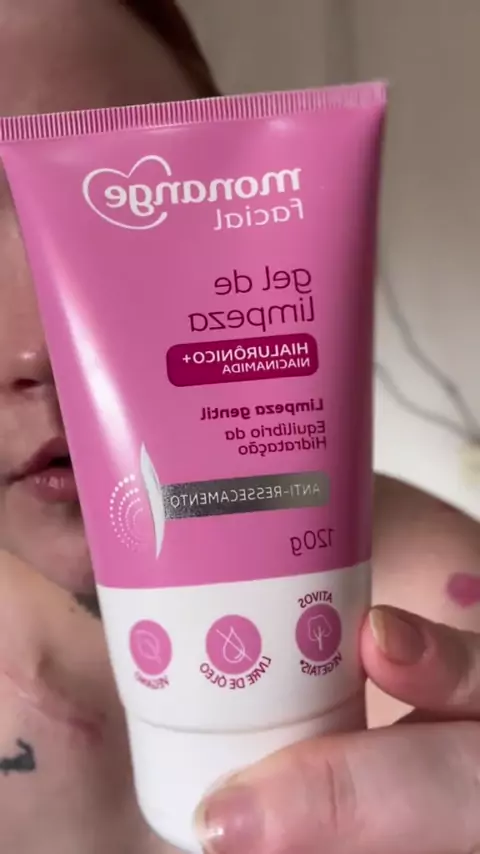 monange
facial
gel de
limpeza
HIALURÔNICO+
NIACINAMIDA
Limpeza gentil
Equilíbrio da
Hidratação
ANTI-RESSECAMENTO
120g
ATIVOS
VEGETAIS*
LIVRE DE ÓLEO
VEGANO